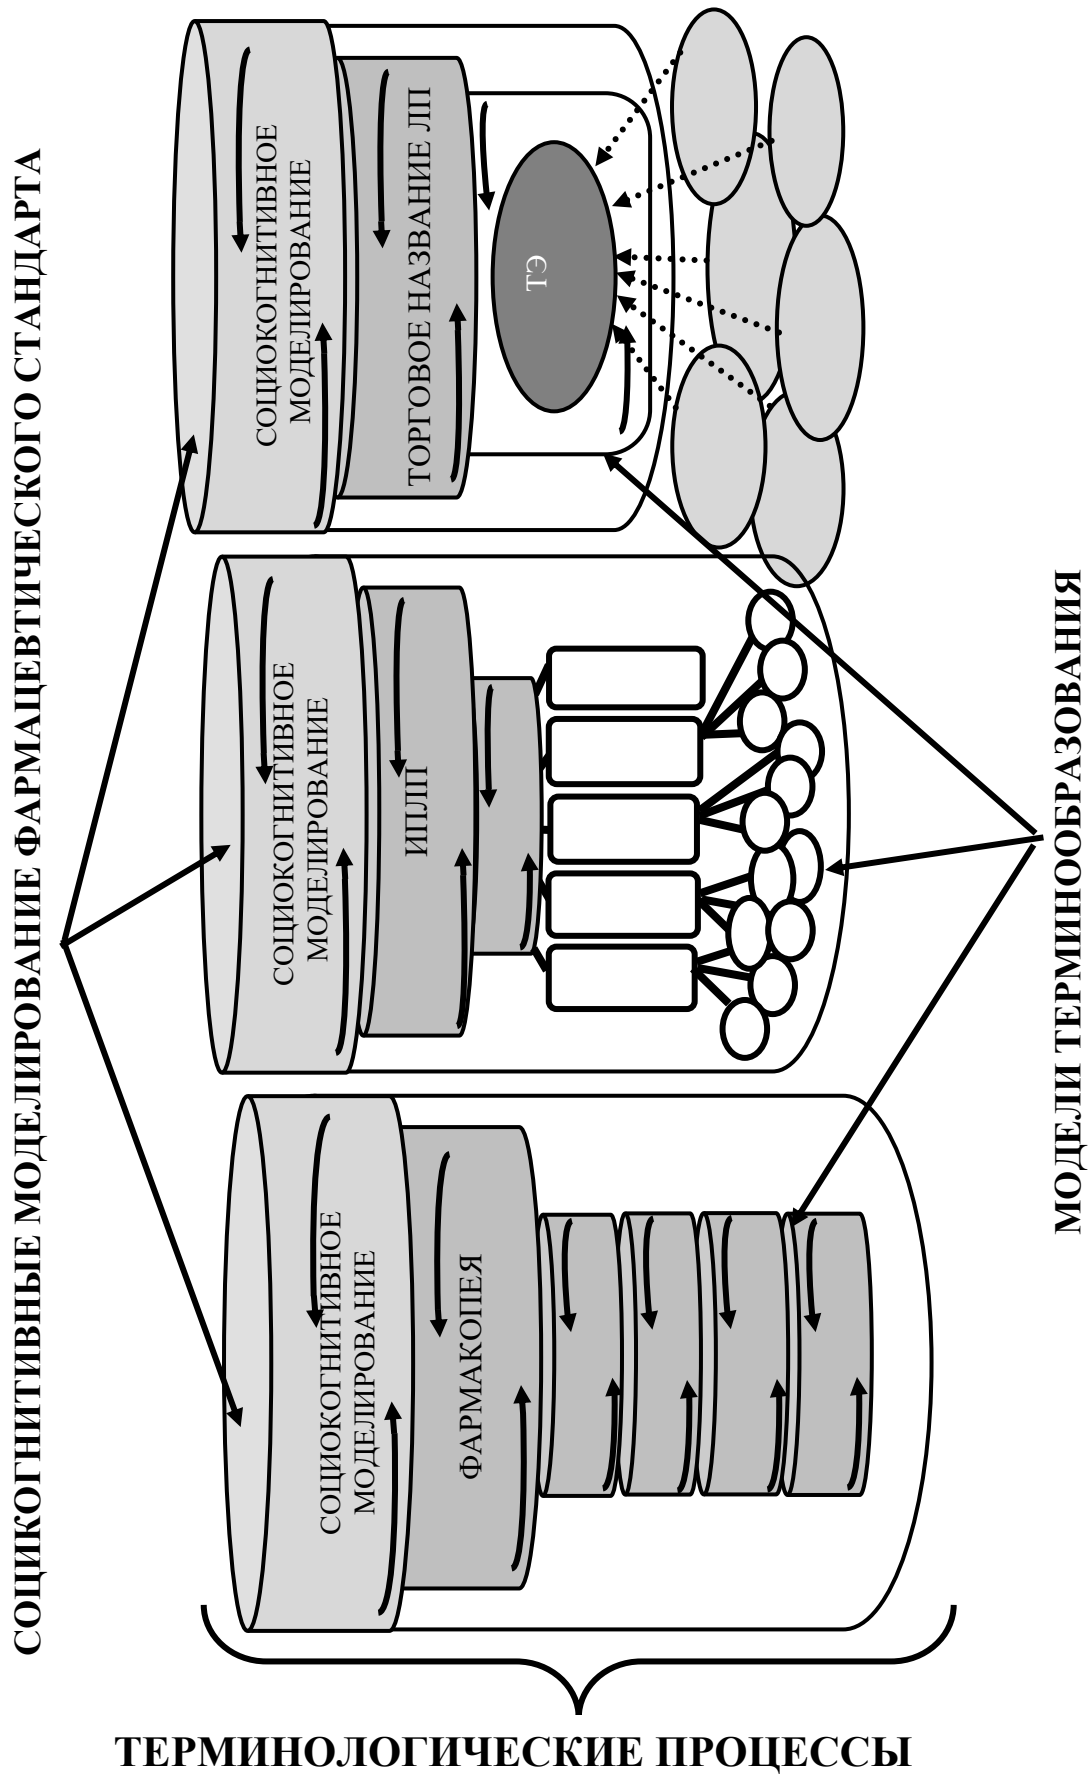 СОЦИКОГНИТИВНЫЕ МОДЕЛИРОВАНИЕ ФАРМАЦЕВТИЧЕСКОГО СТАНДАРТА
СОЦИОКОГНИТИВНОЕ
МОДЕЛИРОВАНИЕ
ФАРМАКОПЕЯ
СОЦИОКОГНИТИВНОЕ
МОДЕЛИРОВАНИЕ
ИПЛП
СОЦИОКОГНИТИВНОЕ
МОДЕЛИРОВАНИЕ
ТОРГОВОЕ НАЗВАНИЕ ЛП
ТЭ
МОДЕЛИ ТЕРМИНООБРАЗОВАНИЯ
ТЕРМИНОЛОГИЧЕСКИЕ ПРОЦЕССЫ